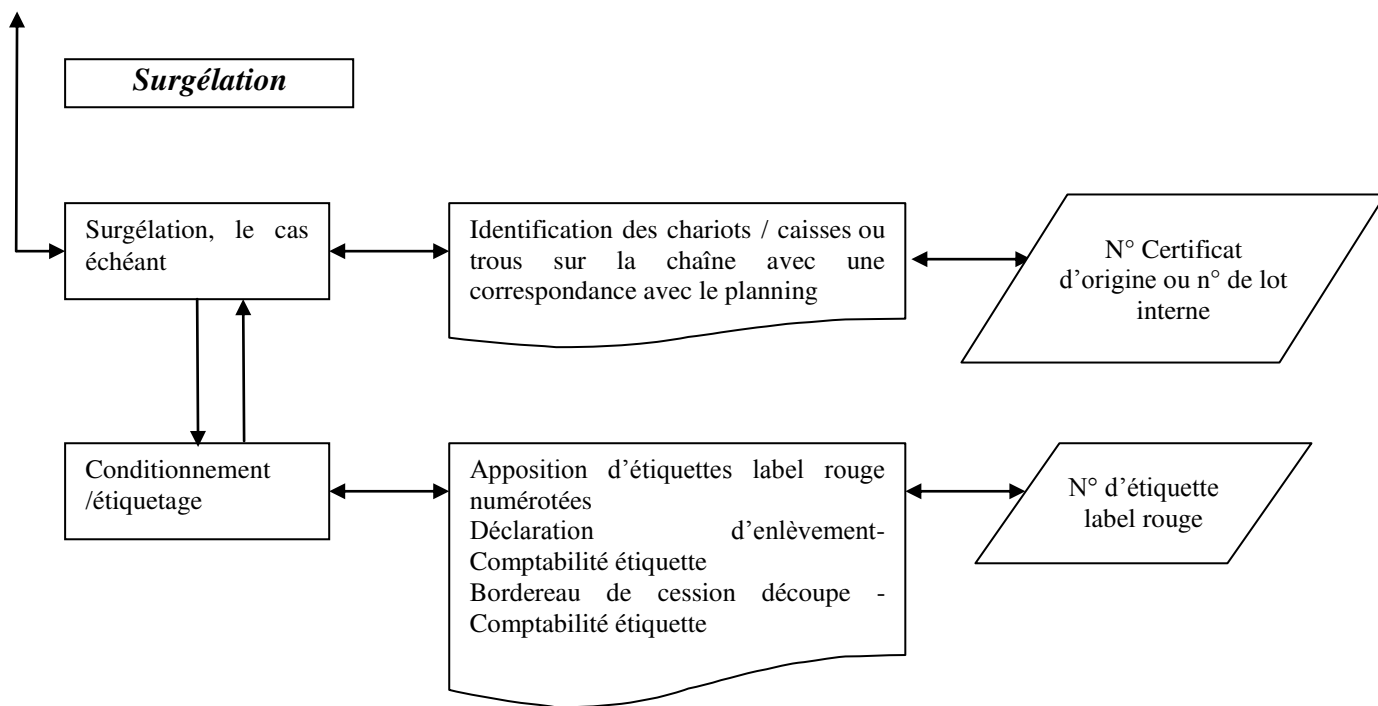 Surgélation
Surgélation, le cas
échéant
Identification des chariots / caisses ou
trous sur la chaîne avec une
correspondance avec le planning
N° Certificat
d'origine ou n° de lot
interne
Conditionnement
/étiquetage
Apposition d'étiquettes label rouge
numérotées
Déclaration d'enlèvement-
Comptabilité étiquette
Bordereau de cession découpe -
Comptabilité étiquette
N° d'étiquette
label rouge